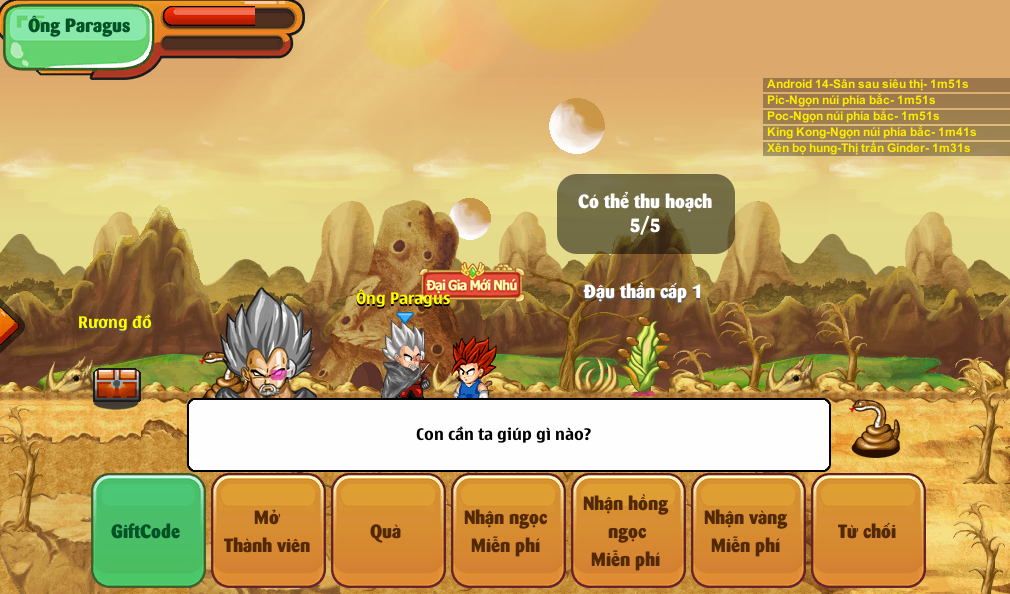 Ông Paragus
Android 14-Sân sau siêu thị- 1m51s
Pic-Ngọn núi phía bắc- 1m51s
Poc-Ngọn núi phía bắc- 1m51s
King Kong-Ngọn núi phía bắc- 1m41s
Xên bọ hung-Thị trấn Ginder- 1m31s
Có thể thu hoạch
5/5
Đại Gia Mới Nhú
Ông Paragus
Đậu thần cấp 1
Rương đồ
Con cần ta giúp gì nào?
GiftCode
Mở
Thành viên
Quà
Nhận ngọc
Miễn phí
Nhận hồng
ngọc
Miễn phí
Nhận vàng
Miễn phí
Từ chối